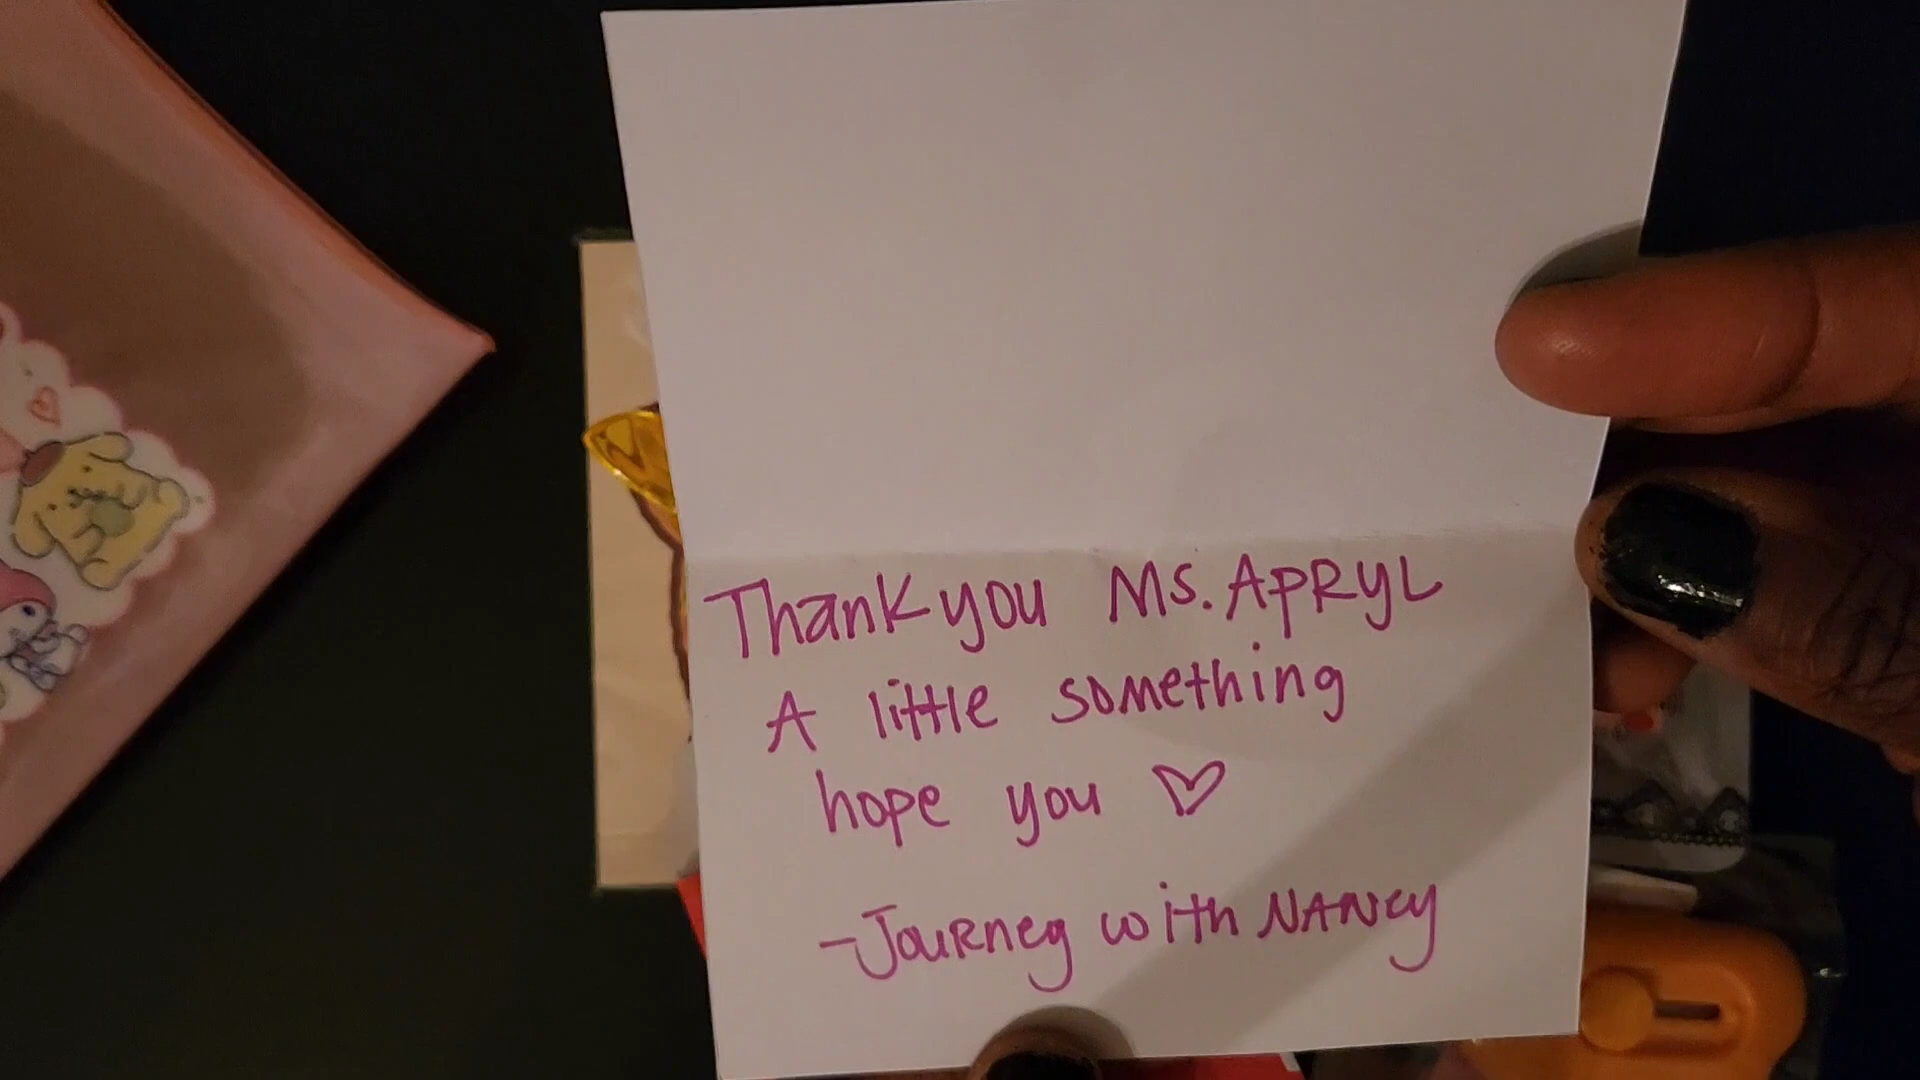 Thank you Ms. APRYL
A little something
hope you ♡
-Journey with NANCY